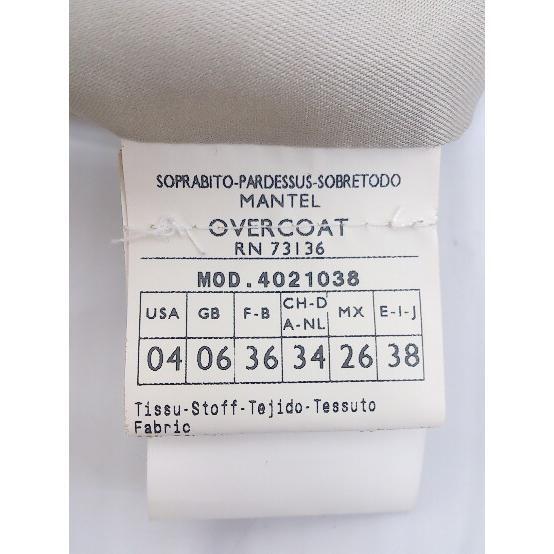 SOPRABITO-PARDESSUS-SOBRETODO
MANTEL
OVERCOAT
RN 73136
MOD.4021038
USA GB F-B CH-D A-NL MX E-I-J
04 06 36 34 26 38
Tissu-Stoff-Tejido-Tessuto
Fabric